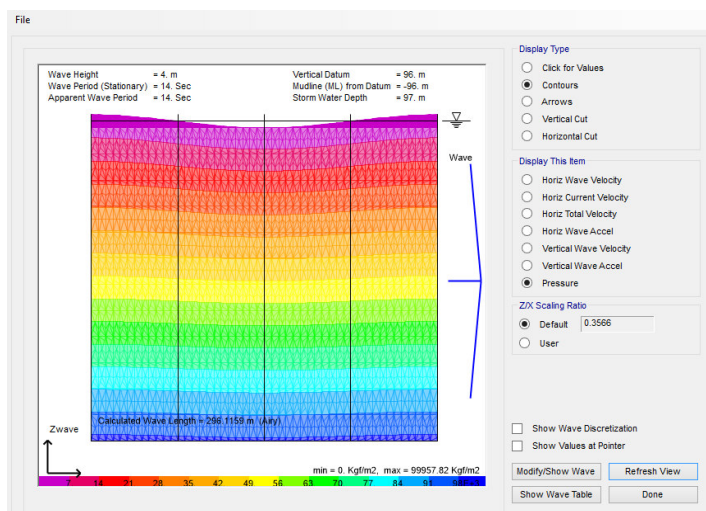 File
Wave Height = 4. m
Wave Period (Stationary) = 14. Sec
Apparent Wave Period = 14. Sec
Vertical Datum = 96. m
Mudline (ML) from Datum = -96. m
Storm Water Depth = 97. m
Wave
Calculated Wave Length = 296.1159 m (Airy)
Zwave
min = 0. Kgf/m2, max = 99957.82 Kgf/m2
7 14 21 28 35 42 49 56 63 70 77 84 91
Display Type
Click for Values
Contours
Arrows
Vertical Cut
Horizontal Cut
Display This Item
Horiz Wave Velocity
Horiz Current Velocity
Horiz Total Velocity
Horiz Wave Accel
Vertical Wave Velocity
Vertical Wave Accel
Pressure
Z/X Scaling Ratio
Default 0.3566
User
Show Wave Discretization
Show Values at Pointer
Modify/Show Wave Refresh View
Show Wave Table Done